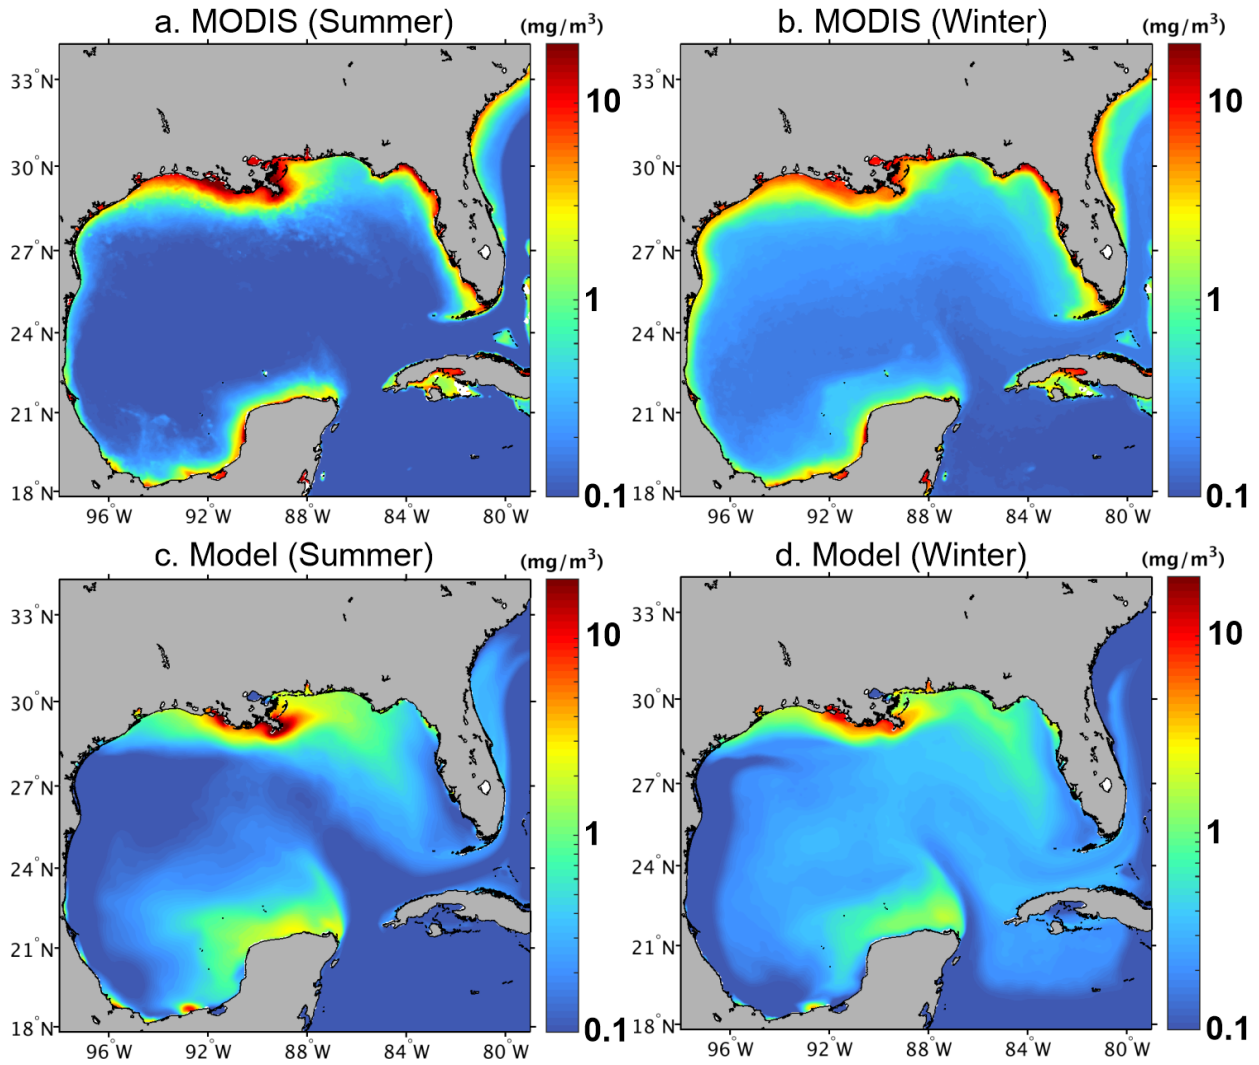 a. MODIS (Summer) (mg/m³)
b. MODIS (Winter) (mg/m³)
33°N
30°N
27°N
24°N
21°N
18°N
96°W 92°W 88°W 84°W 80°W
10
1
0.1
33°N
30°N
27°N
24°N
21°N
18°N
96°W 92°W 88°W 84°W 80°W
10
1
0.1
c. Model (Summer) (mg/m³)
d. Model (Winter) (mg/m³)
33°N
30°N
27°N
24°N
21°N
18°N
96°W 92°W 88°W 84°W 80°W
10
1
0.1
33°N
30°N
27°N
24°N
21°N
18°N
96°W 92°W 88°W 84°W 80°W
10
1
0.1